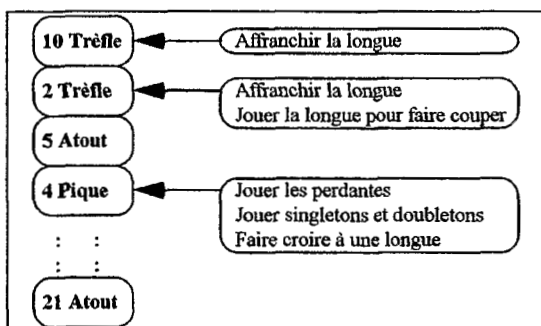 10 Trèfle
Affranchir la longue
2 Trèfle
Affranchir la longue
Jouer la longue pour faire couper
5 Atout
4 Pique
Jouer les perdantes
Jouer singletons et doubletons
Faire croire à une longue
: :
: :
21 Atout